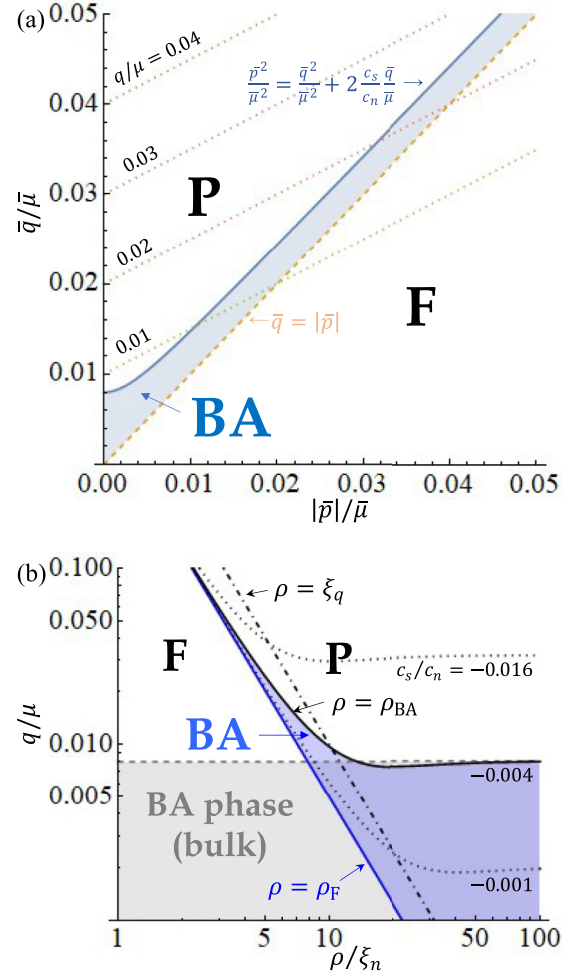 (a)
0.05
0.04
0.03
0.02
0.01
q̄/μ̄
q/μ = 0.04
0.03
0.02
0.01
p̄²/μ̄² = q̄²/μ̄² + 2 c_s/c_n q̄/μ̄ →
P
F
←q̄ = |p̄|
BA
0.00 0.01 0.02 0.03 0.04 0.05
|p̄|/μ̄
(b)
0.100
0.050
0.010
0.005
q/μ
ρ = ξ_q
F
P
c_s/c_n = −0.016
ρ = ρ_BA
BA
−0.004
BA phase
(bulk)
ρ = ρ_F
−0.001
1 5 10 50 100
ρ/ξ_n